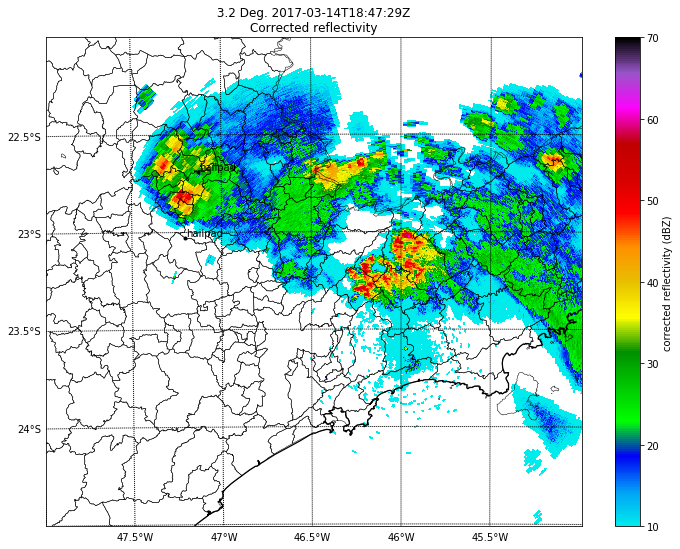 3.2 Deg. 2017-03-14T18:47:29Z
Corrected reflectivity
70
60
50
40
30
20
10
corrected reflectivity (dBZ)
22.5°S
23°S
23.5°S
24°S
hailpad
hailpad
47.5°W
47°W
46.5°W
46°W
45.5°W